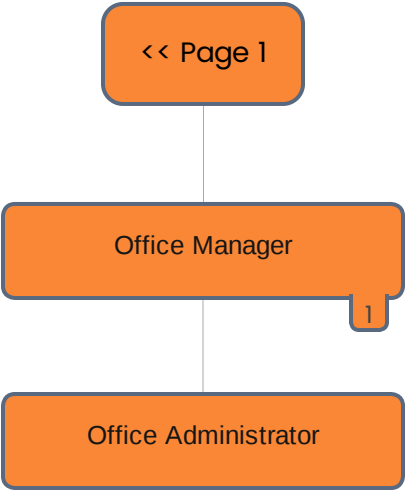 << Page 1
Office Manager
1
Office Administrator